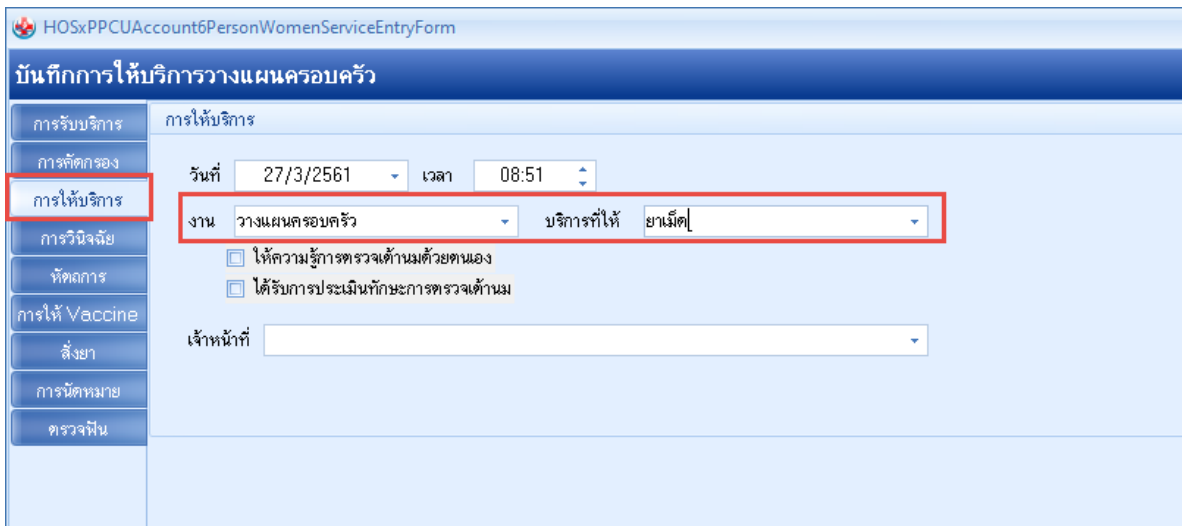 HOSxPPCUAccount6PersonWomenServiceEntryForm
บันทึกการให้บริการวางแผนครอบครัว
การรับบริการ
การคัดกรอง
การให้บริการ
การวินิจฉัย
หัตถการ
การให้ Vaccine
สั่งยา
การนัดหมาย
ตรวจฟัน
การให้บริการ
วันที่ 27/3/2561 เวลา 08:51
งาน วางแผนครอบครัว บริการที่ให้ ยาเม็ด
ให้ความรู้การตรวจเต้านมด้วยตนเอง
ได้รับการประเมินทักษะการตรวจเต้านม
เจ้าหน้าที่